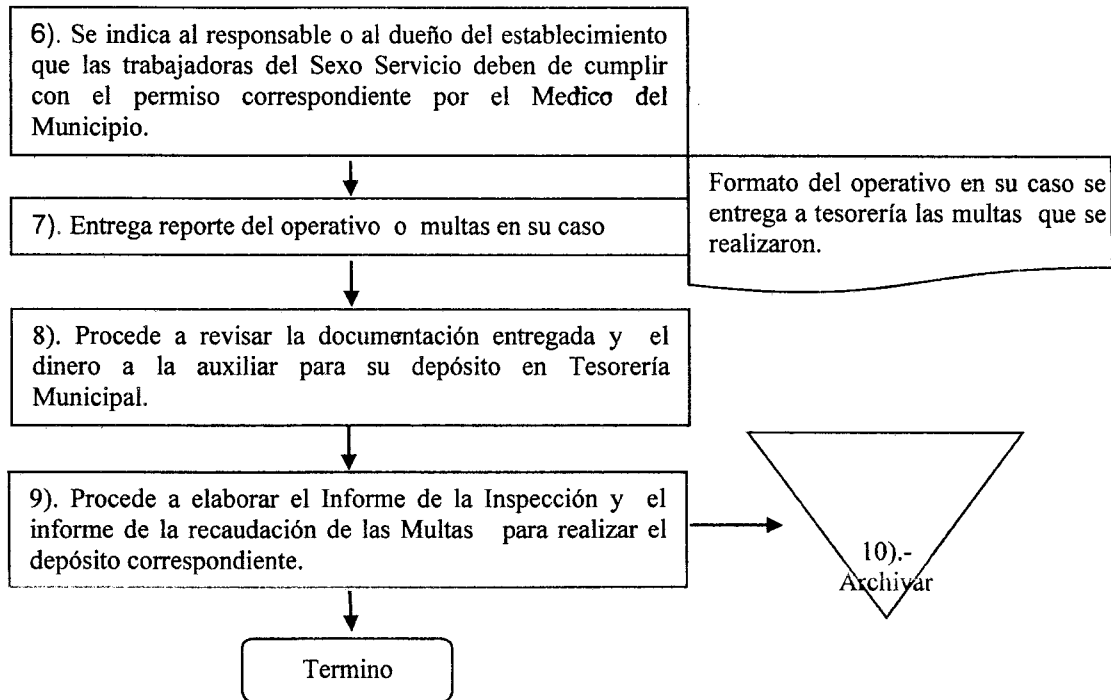 6). Se indica al responsable o al dueño del establecimiento
que las trabajadoras del Sexo Servicio deben de cumplir
con el permiso correspondiente por el Medico del
Municipio.
Formato del operativo en su caso se
entrega a tesorería las multas que se
realizaron.
7). Entrega reporte del operativo o multas en su caso
8). Procede a revisar la documentación entregada y el
dinero a la auxiliar para su depósito en Tesorería
Municipal.
9). Procede a elaborar el Informe de la Inspección y el
informe de la recaudación de las Multas para realizar el
depósito correspondiente.
10).-
Archivar
Termino